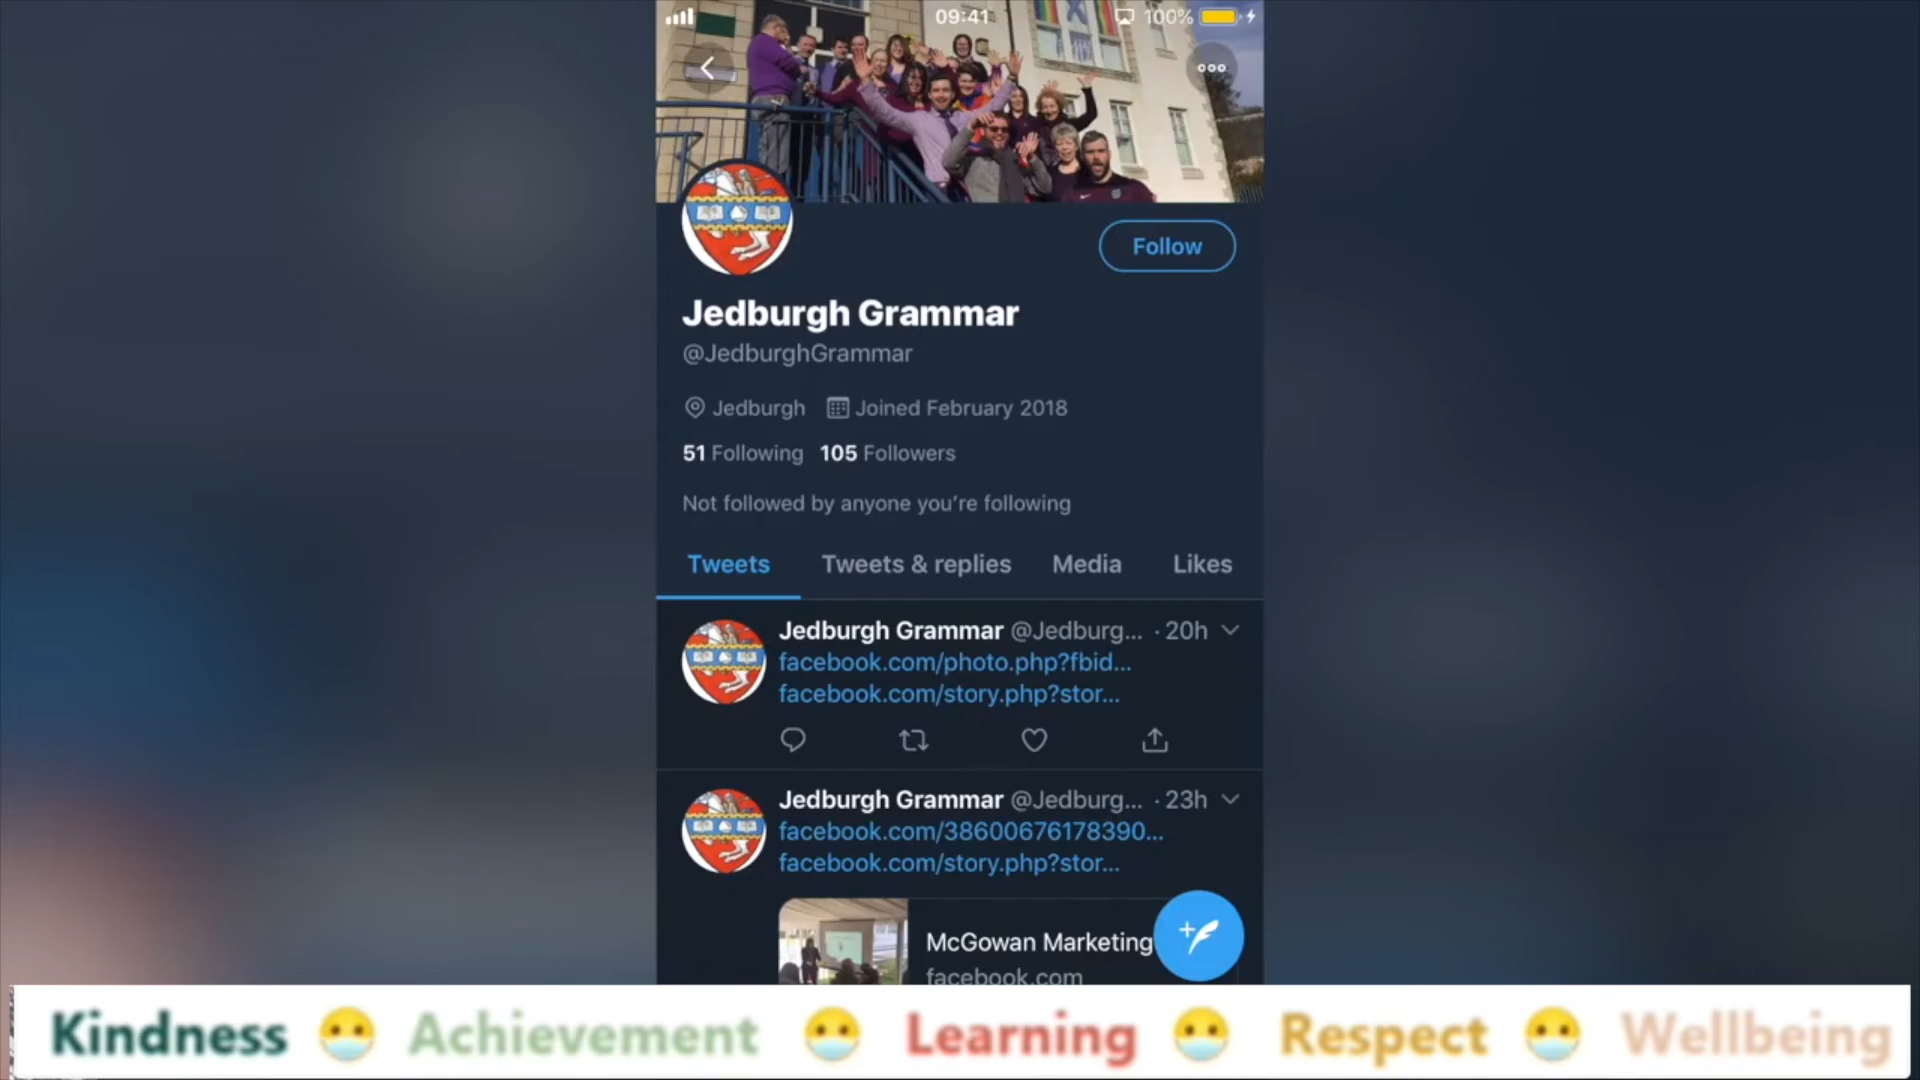 09:41
100%
Follow
Jedburgh Grammar
@JedburghGrammar
Jedburgh Joined February 2018
51 Following 105 Followers
Not followed by anyone you’re following
Tweets Tweets & replies Media Likes
Jedburgh Grammar @Jedburg... · 20h
facebook.com/photo.php?fbid...
facebook.com/story.php?stor...
Jedburgh Grammar @Jedburg... · 23h
facebook.com/38600676178390...
facebook.com/story.php?stor...
McGowan Marketing
facebook.com
Kindness Achievement Learning Respect Wellbeing